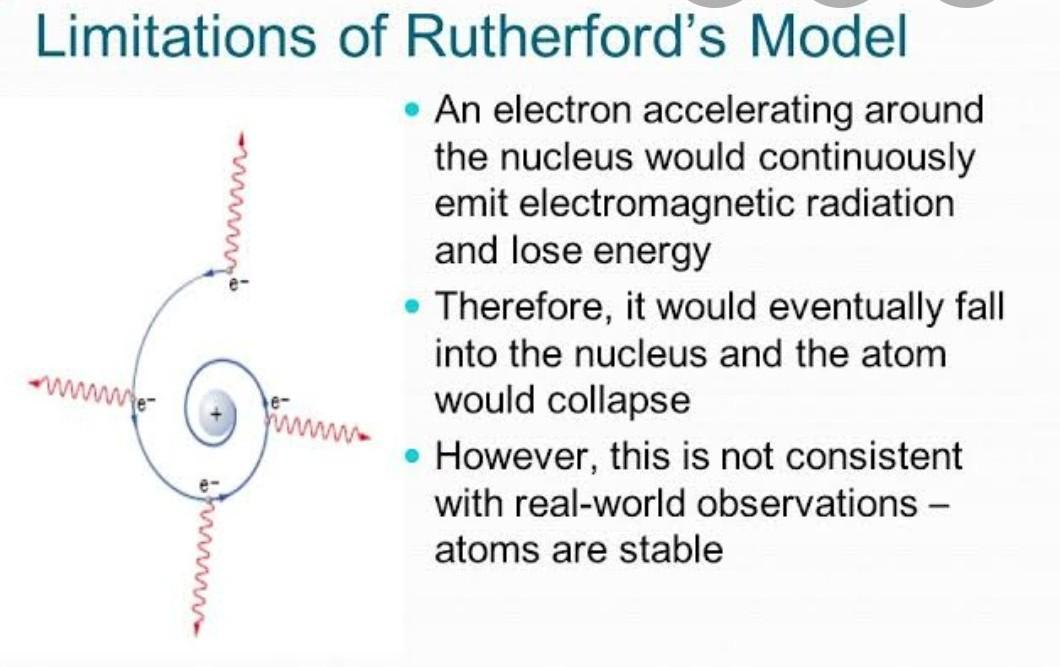 Limitations of Rutherford's Model
• An electron accelerating around
the nucleus would continuously
emit electromagnetic radiation
and lose energy
• Therefore, it would eventually fall
into the nucleus and the atom
would collapse
• However, this is not consistent
with real-world observations –
atoms are stable
e-
e-
+
e-
e-